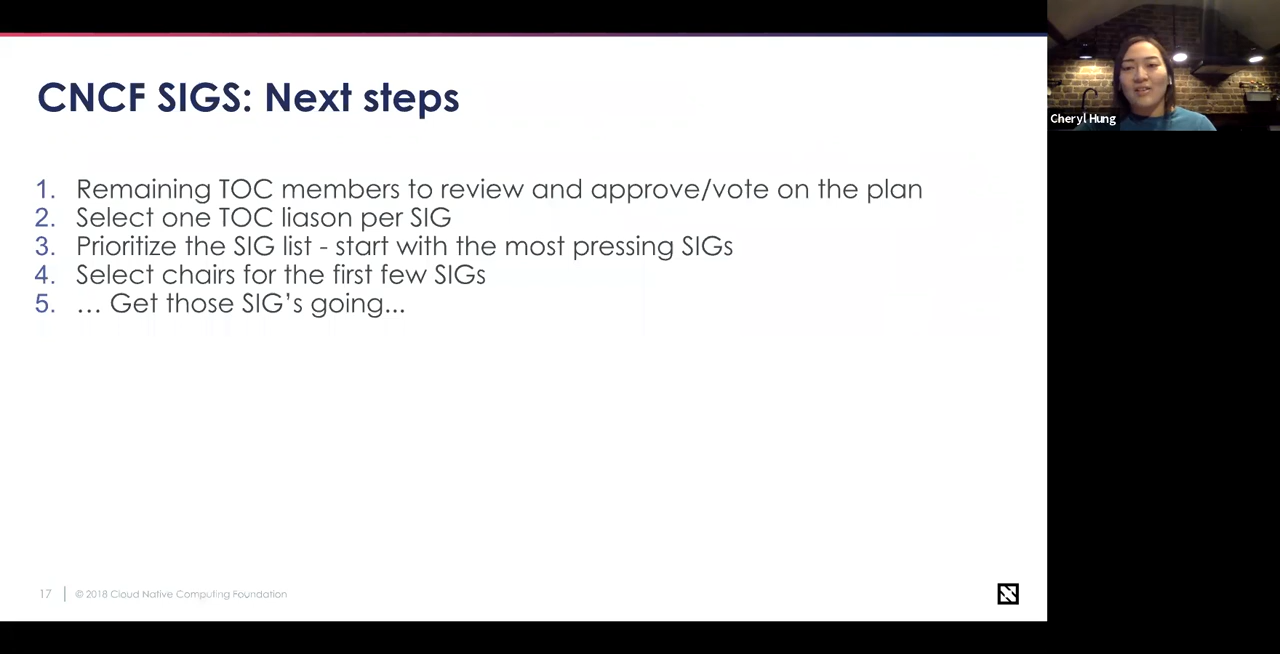 CNCF SIGS: Next steps
1. Remaining TOC members to review and approve/vote on the plan
2. Select one TOC liason per SIG
3. Prioritize the SIG list - start with the most pressing SIGs
4. Select chairs for the first few SIGs
5. … Get those SIG’s going...
17 © 2018 Cloud Native Computing Foundation
Cheryl Hung